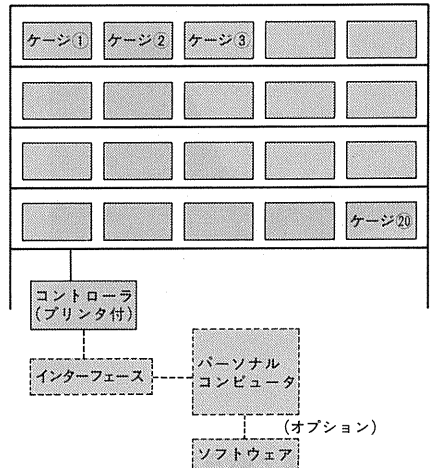 ケージ① ケージ② ケージ③
ケージ⑳
コントローラ
(プリンタ付)
インターフェース
パーソナル
コンピュータ
(オプション)
ソフトウェア